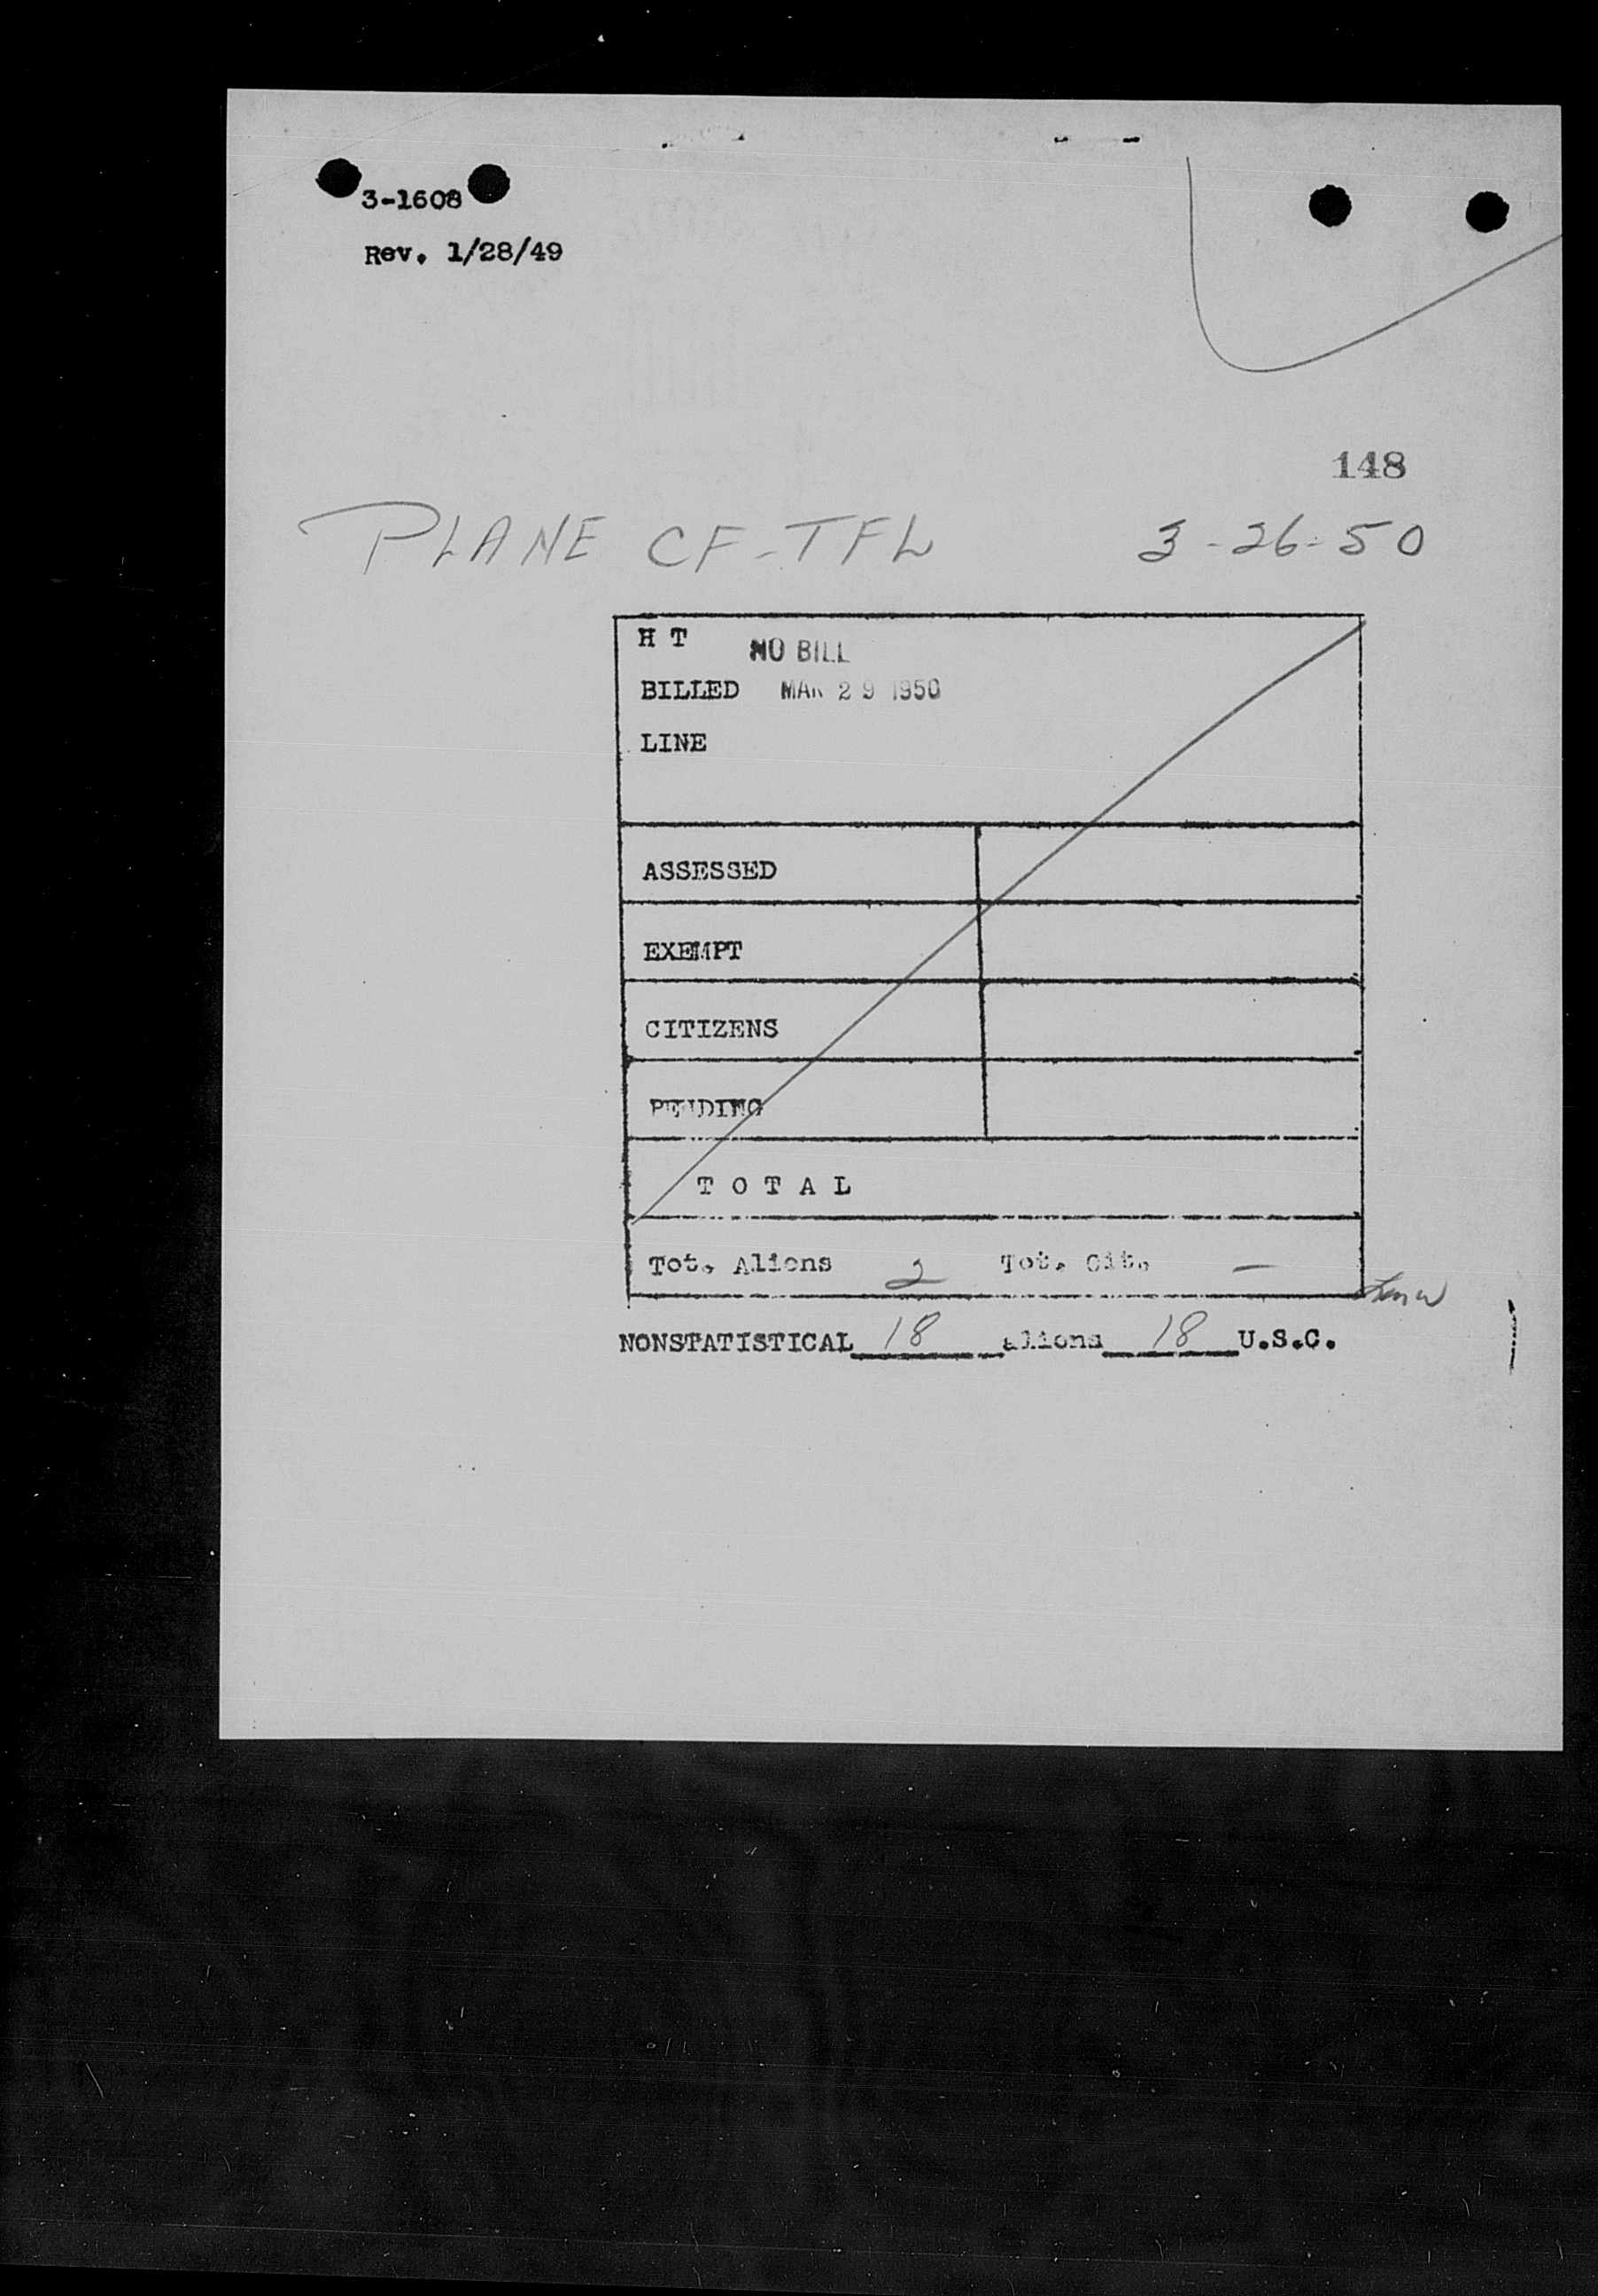 3-1608
Rev. 1/28/49
148
PLANE CF-TFL 3-26-50
H T NO BILL
BILLED MAR 29 1950
LINE
ASSESSED
EXEMPT
CITIZENS
PENDING
T O T A L
Tot. Aliens 2 Tot. Cit. —
NONSTATISTICAL 18 aliens 18 U.S.C.